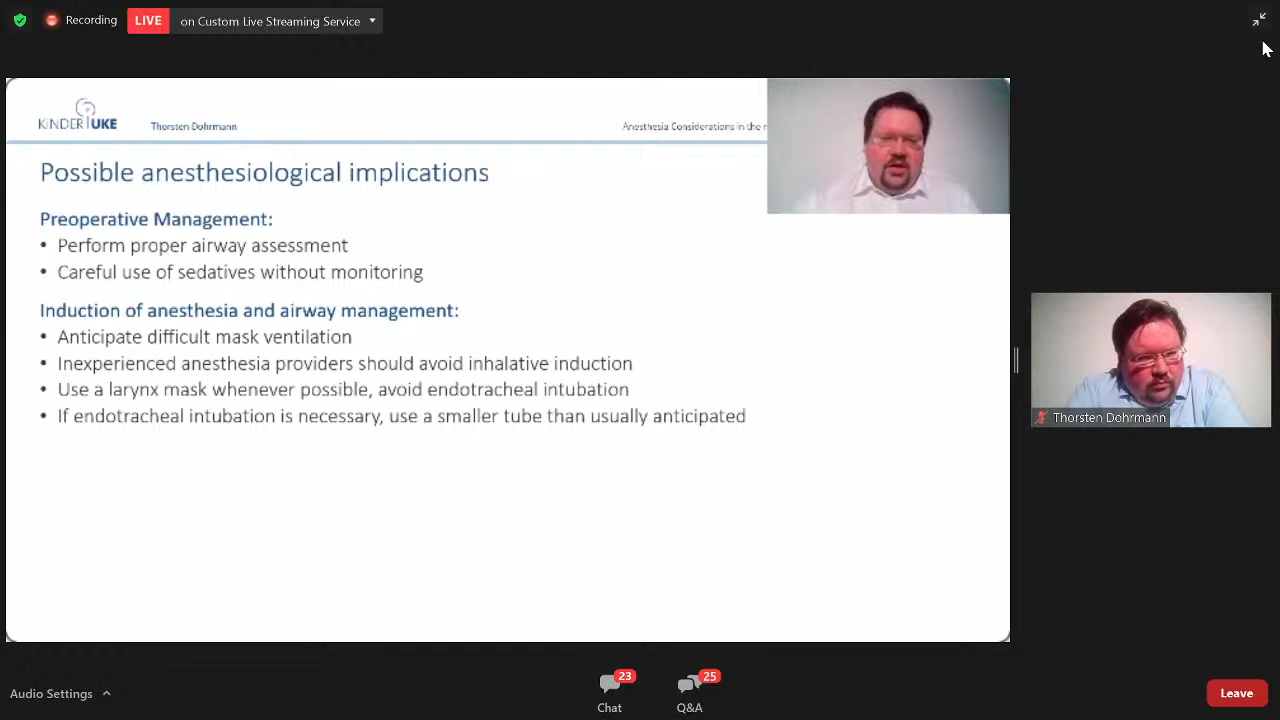 Recording
LIVE
on Custom Live Streaming Service
KINDER UKE
Thorsten Dohrmann
Anesthesia Considerations in the
Possible anesthesiological implications
Preoperative Management:
• Perform proper airway assessment
• Careful use of sedatives without monitoring
Induction of anesthesia and airway management:
• Anticipate difficult mask ventilation
• Inexperienced anesthesia providers should avoid inhalative induction
• Use a larynx mask whenever possible, avoid endotracheal intubation
• If endotracheal intubation is necessary, use a smaller tube than usually anticipated
Thorsten Dohrmann
Audio Settings
23
Chat
25
Q&A
Leave